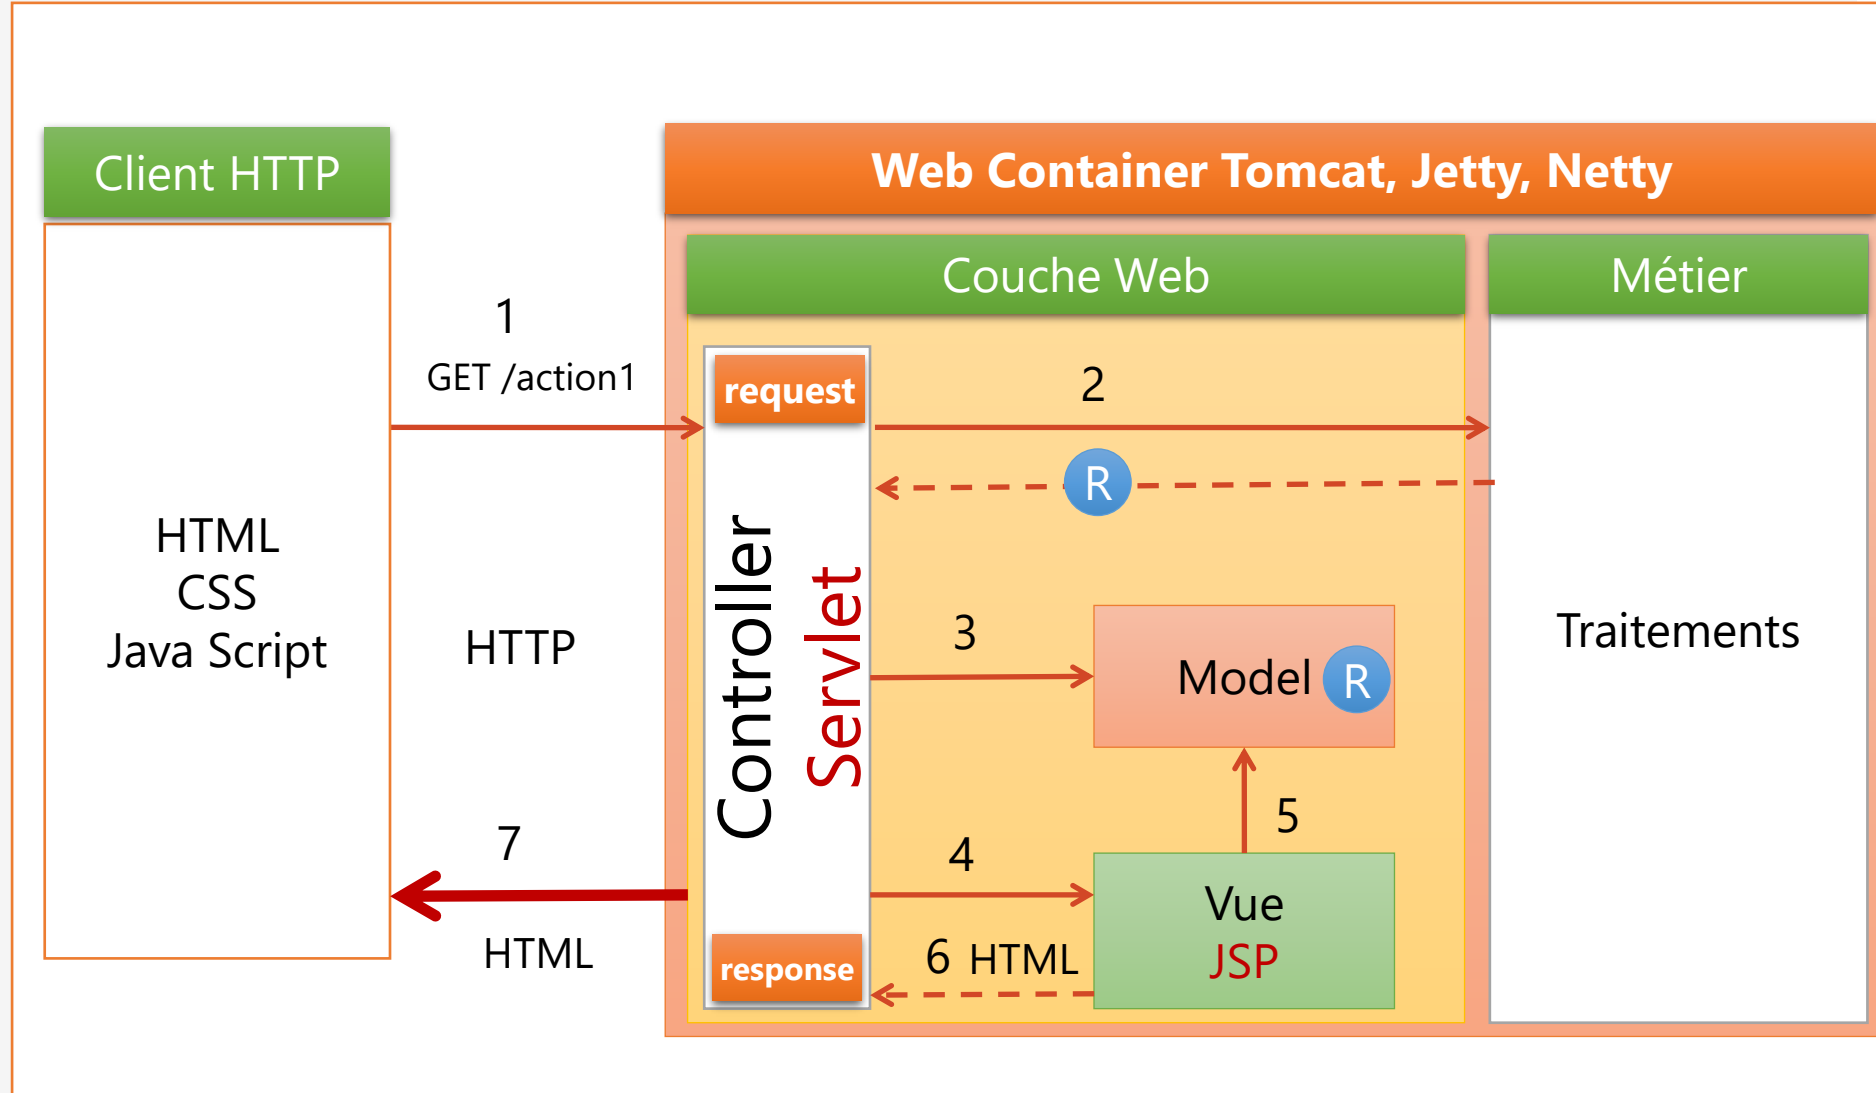 Client HTTP
Web Container Tomcat, Jetty, Netty
Couche Web
Métier
1
GET /action1
request
2
R
HTML
CSS
Java Script
HTTP
Controller
Servlet
3
Model
R
Traitements
5
7
4
Vue
JSP
HTML
response
6 HTML